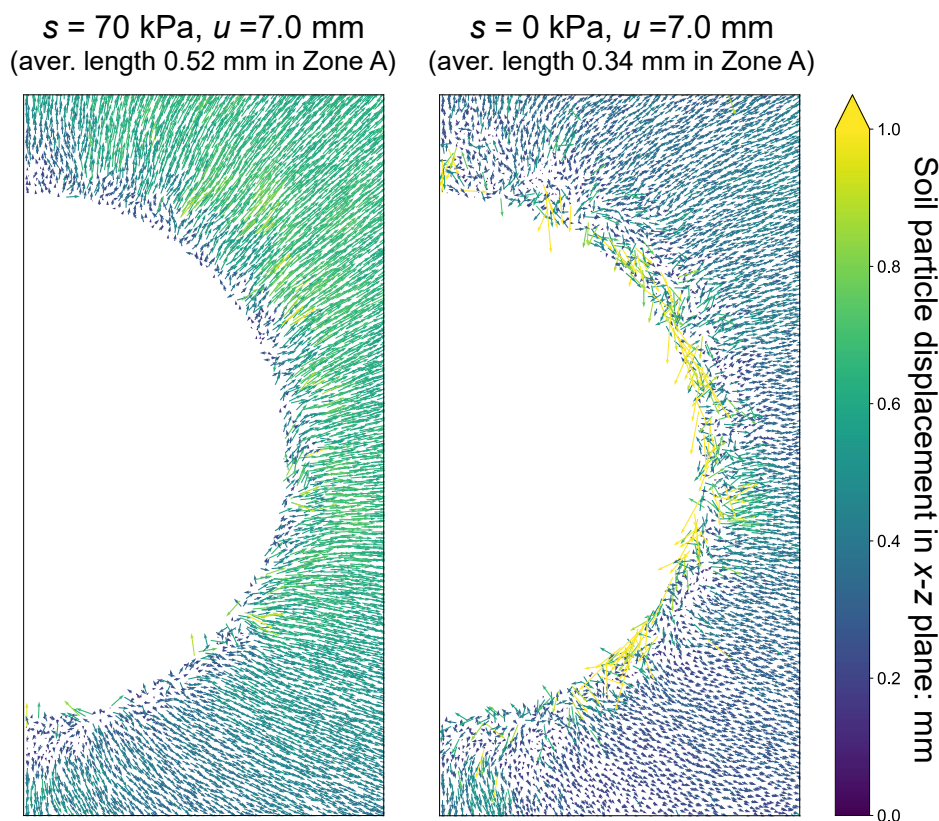 s = 70 kPa, u =7.0 mm
(aver. length 0.52 mm in Zone A)
s = 0 kPa, u =7.0 mm
(aver. length 0.34 mm in Zone A)
1.0
0.8
0.6
0.4
0.2
0.0
Soil particle displacement in x-z plane: mm